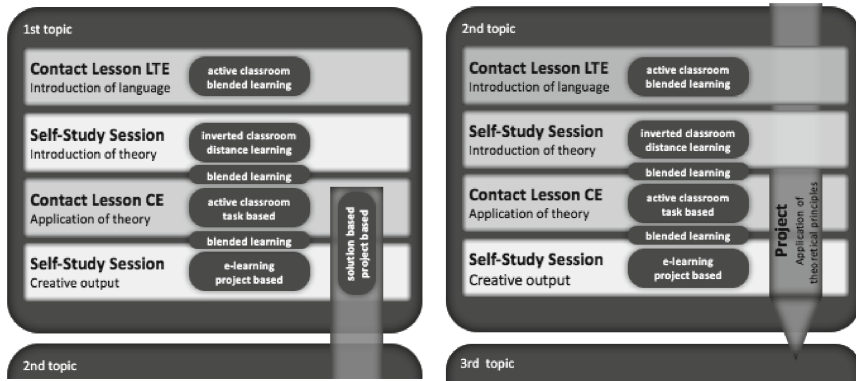 1st topic
Contact Lesson LTE
Introduction of language
active classroom
blended learning
Self-Study Session
Introduction of theory
inverted classroom
distance learning
blended learning
Contact Lesson CE
Application of theory
active classroom
task based
blended learning
Self-Study Session
Creative output
e-learning
project based
solution based
project based
2nd topic
2nd topic
Contact Lesson LTE
Introduction of language
active classroom
blended learning
Self-Study Session
Introduction of theory
inverted classroom
distance learning
blended learning
Contact Lesson CE
Application of theory
active classroom
task based
blended learning
Self-Study Session
Creative output
e-learning
project based
Project
Application of
theoretical principles
3rd topic